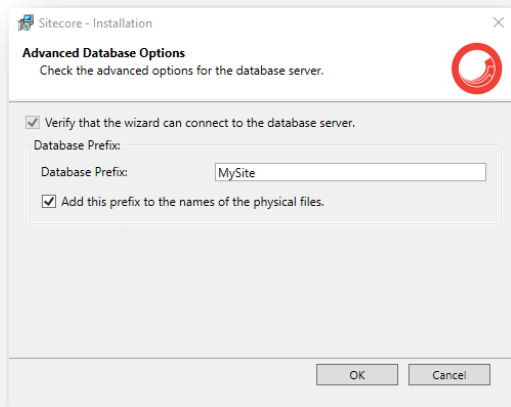 Sitecore - Installation
Advanced Database Options
Check the advanced options for the database server.
Verify that the wizard can connect to the database server.
Database Prefix:
Database Prefix: MySite
Add this prefix to the names of the physical files.
OK Cancel